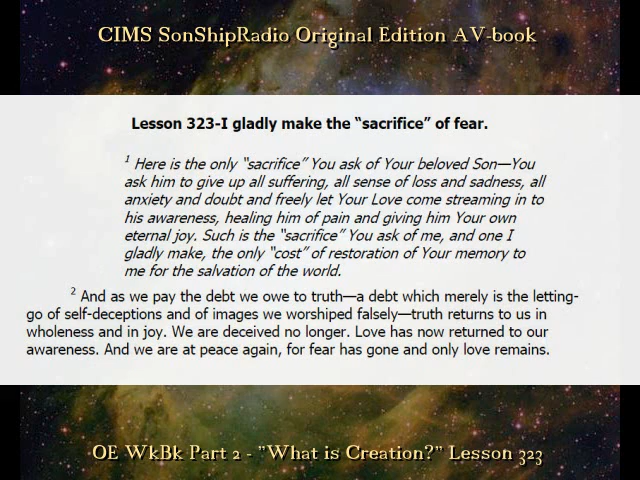 CIMS SonShipRadio Original Edition AV-book
Lesson 323-I gladly make the “sacrifice” of fear.
1 Here is the only “sacrifice” You ask of Your beloved Son—You
ask him to give up all suffering, all sense of loss and sadness, all
anxiety and doubt and freely let Your Love come streaming in to
his awareness, healing him of pain and giving him Your own
eternal joy. Such is the “sacrifice” You ask of me, and one I
gladly make, the only “cost” of restoration of Your memory to
me for the salvation of the world.
2 And as we pay the debt we owe to truth—a debt which merely is the letting-
go of self-deceptions and of images we worshiped falsely—truth returns to us in
wholeness and in joy. We are deceived no longer. Love has now returned to our
awareness. And we are at peace again, for fear has gone and only love remains.
OE WkBk Part 2 - "What is Creation?" Lesson 323